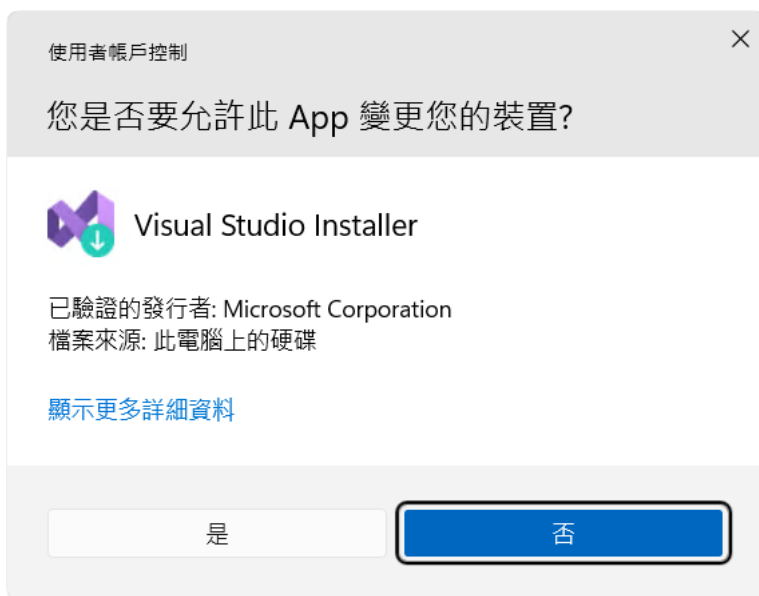 使用者帳戶控制
您是否要允許此 App 變更您的裝置?
Visual Studio Installer
已驗證的發行者: Microsoft Corporation
檔案來源: 此電腦上的硬碟
顯示更多詳細資料
是
否